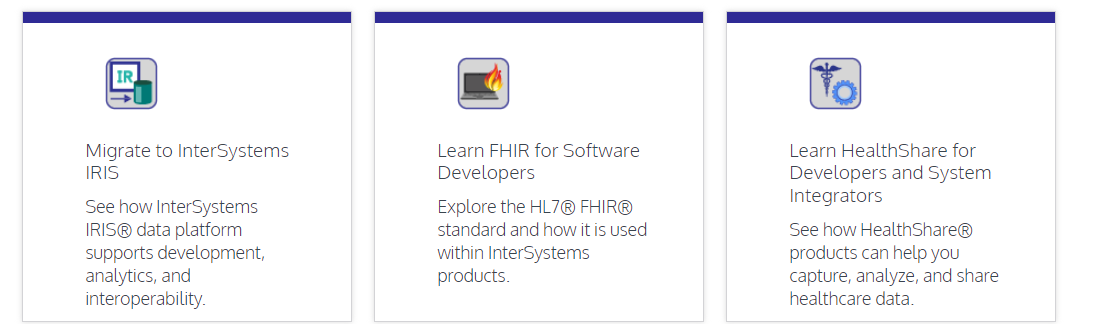 IR
Migrate to InterSystems
IRIS
See how InterSystems
IRIS® data platform
supports development,
analytics, and
interoperability.
Learn FHIR for Software
Developers
Explore the HL7® FHIR®
standard and how it is used
within InterSystems
products.
Learn HealthShare for
Developers and System
Integrators
See how HealthShare®
products can help you
capture, analyze, and share
healthcare data.